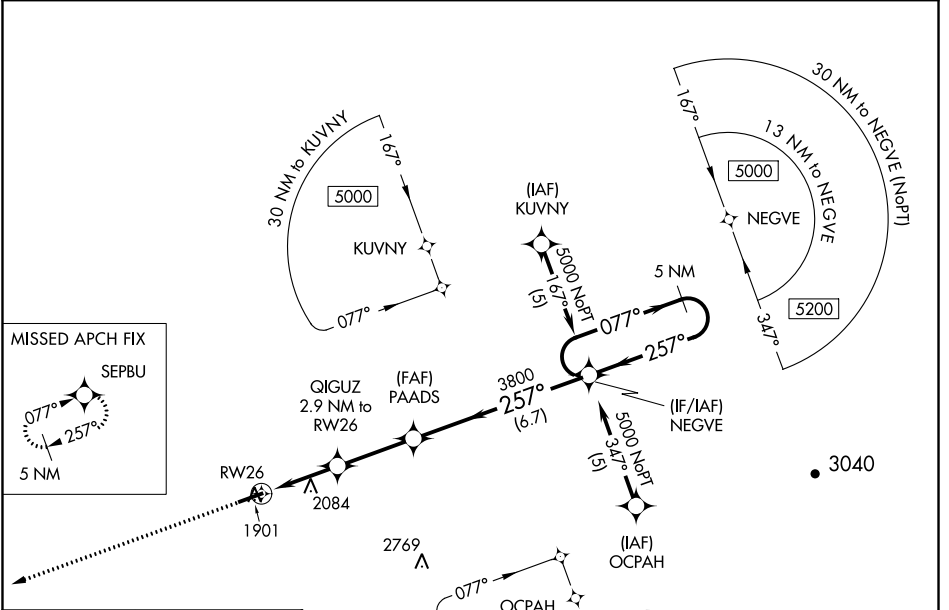 30 NM to KUVNY
167°
5000
KUVNY
077°
(IAF)
KUVNY
5000 NoPT
167°
(5)
30 NM to NEGVE (NoPT)
167°
13 NM to NEGVE
5000
NEGVE
5200
347°
5 NM
077°
257°
MISSED APCH FIX
SEPBU
077°
257°
5 NM
QIGUZ
2.9 NM to
RW26
(FAF)
PAADS
3800
257°
(6.7)
(IF/IAF)
NEGVE
5000 NoPT
347°
(5)
3040
RW26
1901
2084
2769
(IAF)
OCPAH
077°
OCPAH